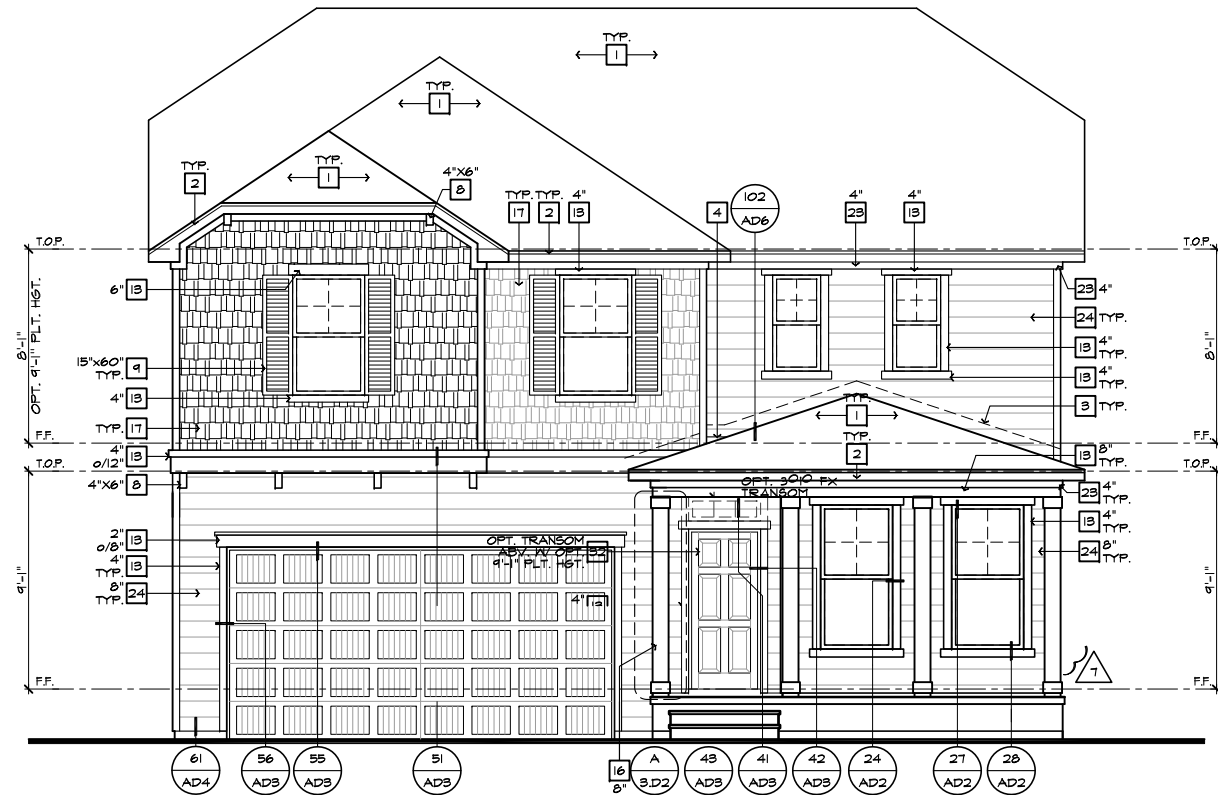 TYP.
1
TYP.
1
TYP.
2
TYP.
1
4"X6"
8
TYP.
17
TYP.
2
4"
13
4
102
AD6
4"
23
4"
13
T.O.P.
T.O.P.
8'-1"
OPT. 9'-1" PLT. HGT.
6" 13
15"x60"
TYP. 9
4" 13
TYP. 17
23 4"
24 TYP.
13 4"
TYP.
13 4"
TYP.
3 TYP.
8'-1"
TYP.
1
TYP.
2
F.F.
F.F.
4"
0/12" 13
T.O.P.
T.O.P.
13 8"
TYP.
4"X6" 8
OPT. 3010 FX
TRANSOM
23 4"
TYP.
13 4"
TYP.
24 8"
TYP.
2"
0/8" 13
4"
TYP. 13
8"
TYP. 24
OPT. TRANSOM
ABV. W/ OPT.
9'-1" PLT. HGT.
32
4"
9'-1"
9'-1"
F.F.
F.F.
7
61
AD4
56
AD3
55
AD3
51
AD3
16
8"
A
3.D2
43
AD3
41
AD3
42
AD3
24
AD2
27
AD2
28
AD2